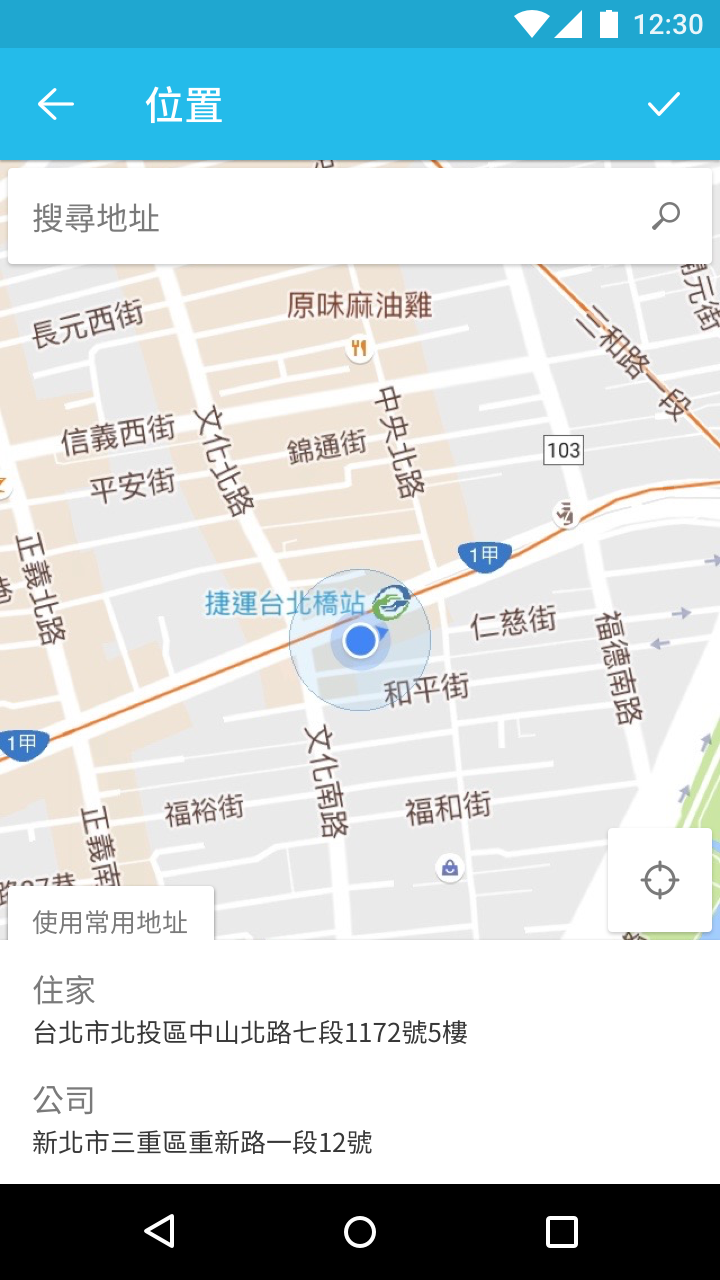 12:30
位置
搜尋地址
原味麻油雞
長元西街
三和路一段
元街
信義西街
文化北路
錦通街
中央北路
103
平安街
正義北路
1甲
捷運台北橋站
仁慈街
福德南路
和平街
1甲
文化南路
福裕街
福和街
正義南
使用常用地址
住家
台北市北投區中山北路七段1172號5樓
公司
新北市三重區重新路一段12號